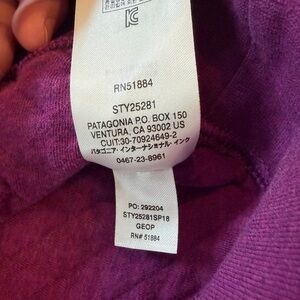 RN51884
STY25281
PATAGONIA P.O. BOX 150
VENTURA, CA 93002 US
CUIT:30-70924649-2
パタゴニア・インターナショナル・インク
0467-23-8961
PO: 292204
STY25281SP18
GEOP
RN# 51884